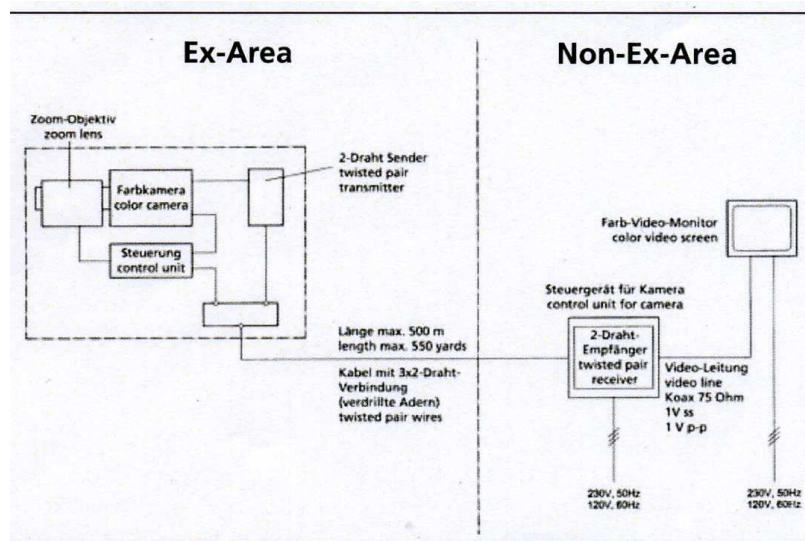 Ex-Area
Non-Ex-Area
Zoom-Objektiv
zoom lens
2-Draht Sender
twisted pair
transmitter
Farbkamera
color camera
Steuerung
control unit
Farb-Video-Monitor
color video screen
Steuergerät für Kamera
control unit for camera
Länge max. 500 m
length max. 550 yards
Kabel mit 3x2-Draht-
Verbindung
(verdrillte Adern)
twisted pair wires
2-Draht-
Empfänger
twisted pair
receiver
Video-Leitung
video line
Koax 75 Ohm
1V ss
1 V p-p
230V, 50Hz
120V, 60Hz
230V, 50Hz
120V, 60Hz